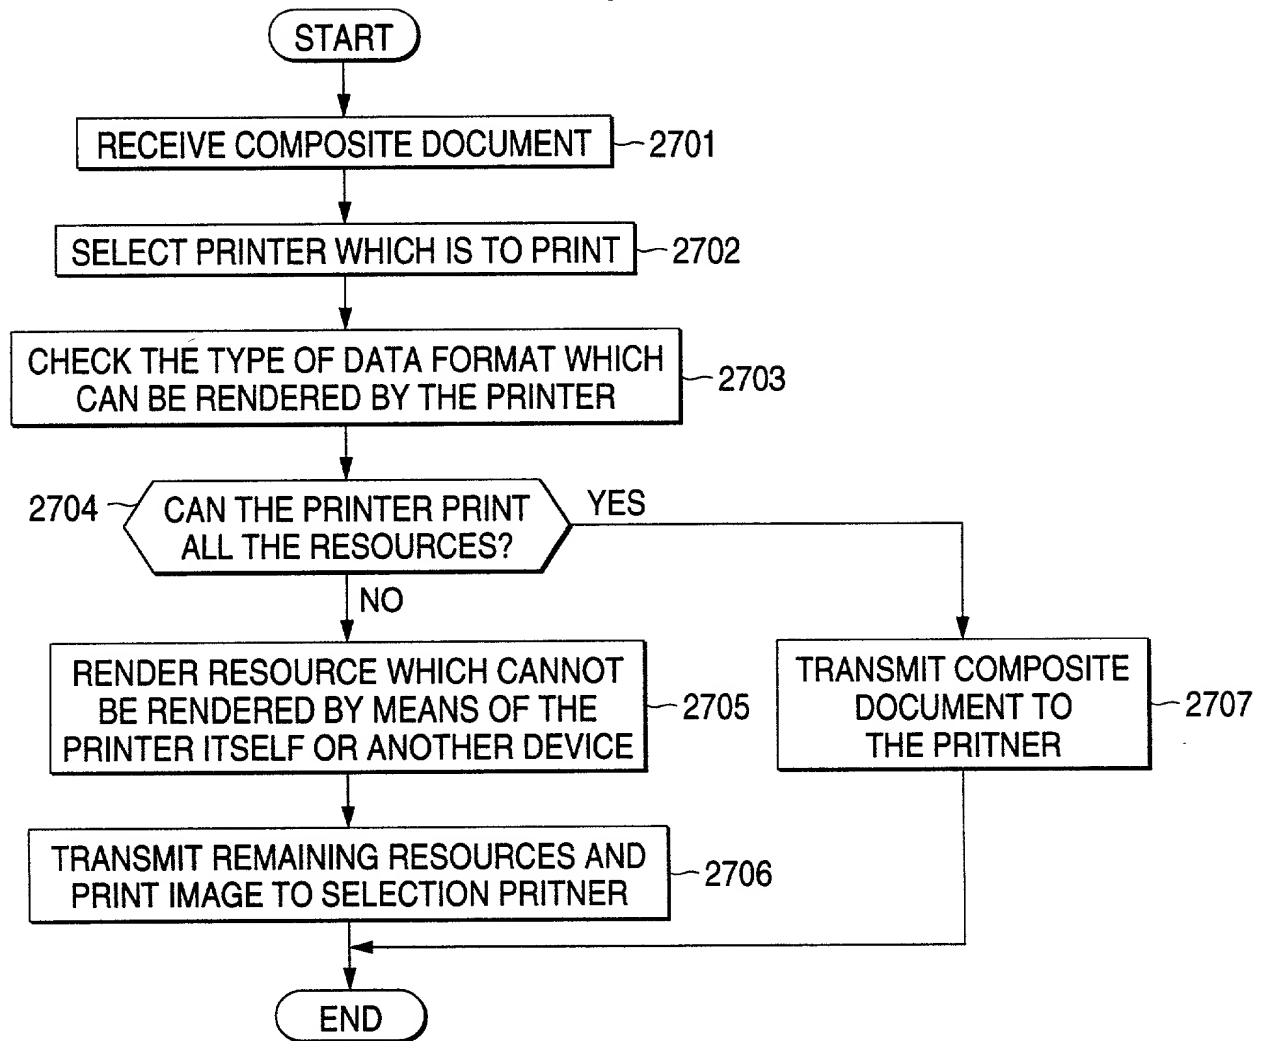 START
RECEIVE COMPOSITE DOCUMENT
2701
SELECT PRINTER WHICH IS TO PRINT
2702
CHECK THE TYPE OF DATA FORMAT WHICH
CAN BE RENDERED BY THE PRINTER
2703
2704
CAN THE PRINTER PRINT
ALL THE RESOURCES?
YES
NO
RENDER RESOURCE WHICH CANNOT
BE RENDERED BY MEANS OF THE
PRINTER ITSELF OR ANOTHER DEVICE
2705
TRANSMIT COMPOSITE
DOCUMENT TO
THE PRITNER
2707
TRANSMIT REMAINING RESOURCES AND
PRINT IMAGE TO SELECTION PRITNER
2706
END